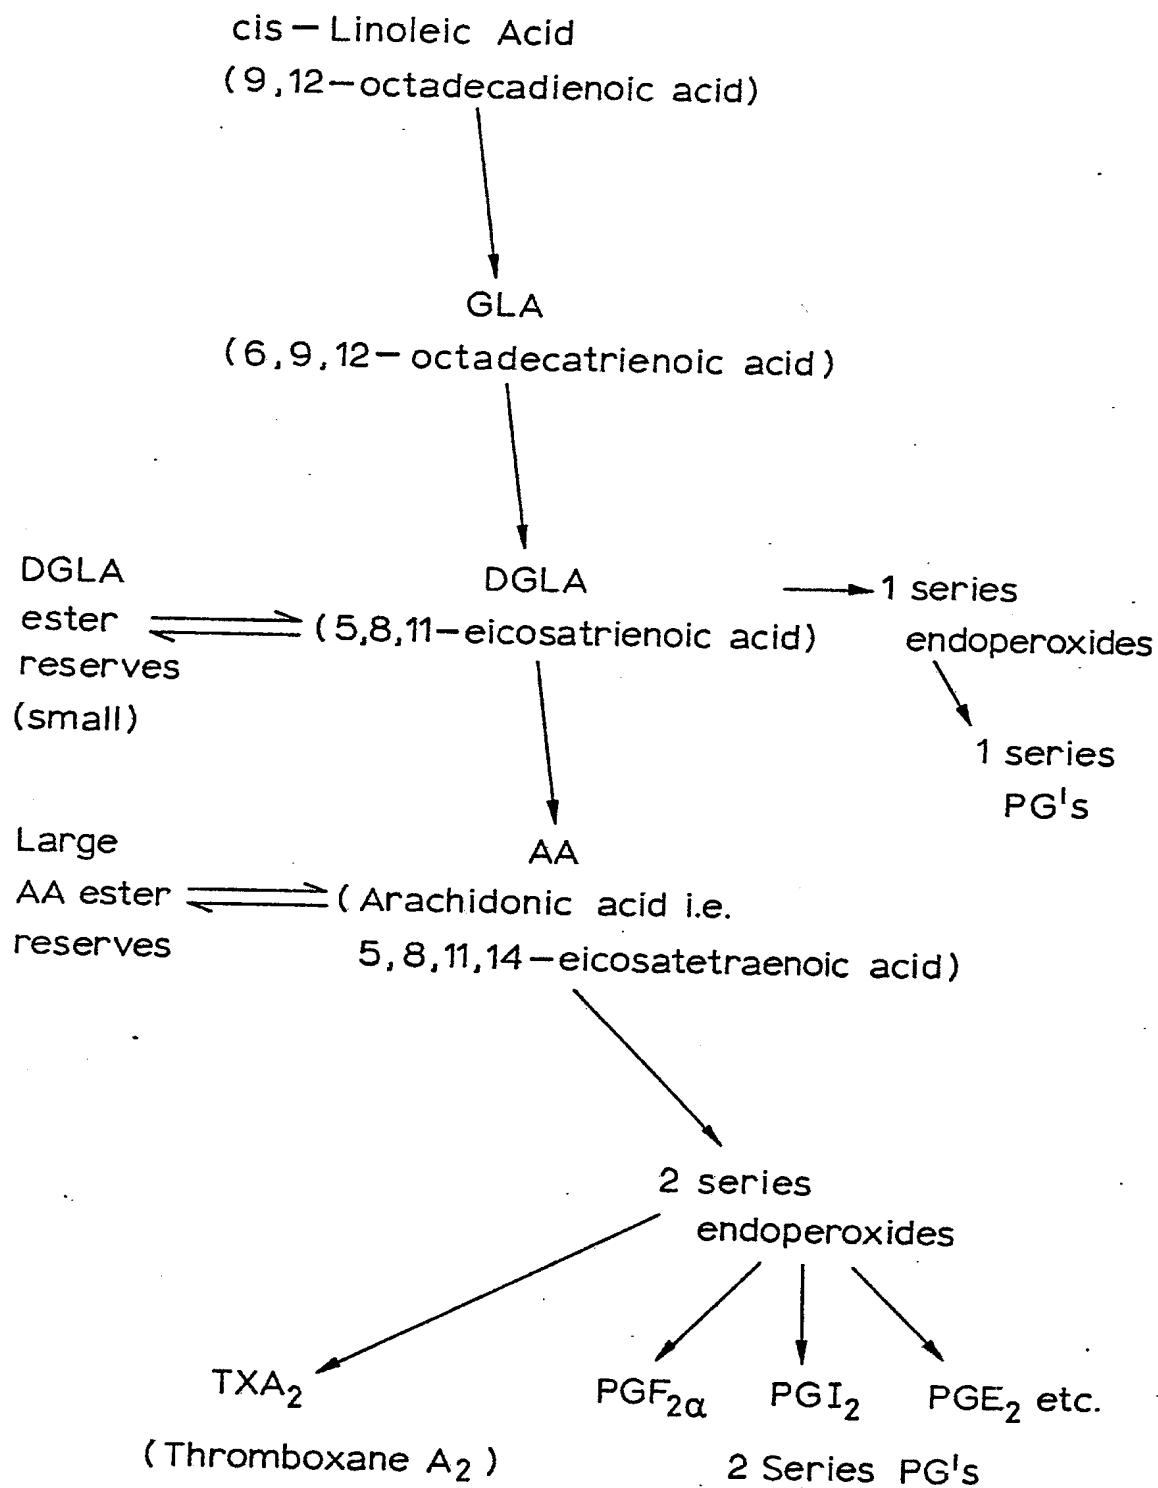 cis – Linoleic Acid
(9,12–octadecadienoic acid)
GLA
(6,9,12– octadecatrienoic acid)
DGLA
ester
reserves
(small)
DGLA
(5,8,11–eicosatrienoic acid)
1 series
endoperoxides
1 series
PG's
Large
AA ester
reserves
AA
(Arachidonic acid i.e.
5,8,11,14–eicosatetraenoic acid)
2 series
endoperoxides
TXA₂
(Thromboxane A₂)
PGF₂α PGI₂ PGE₂ etc.
2 Series PG's